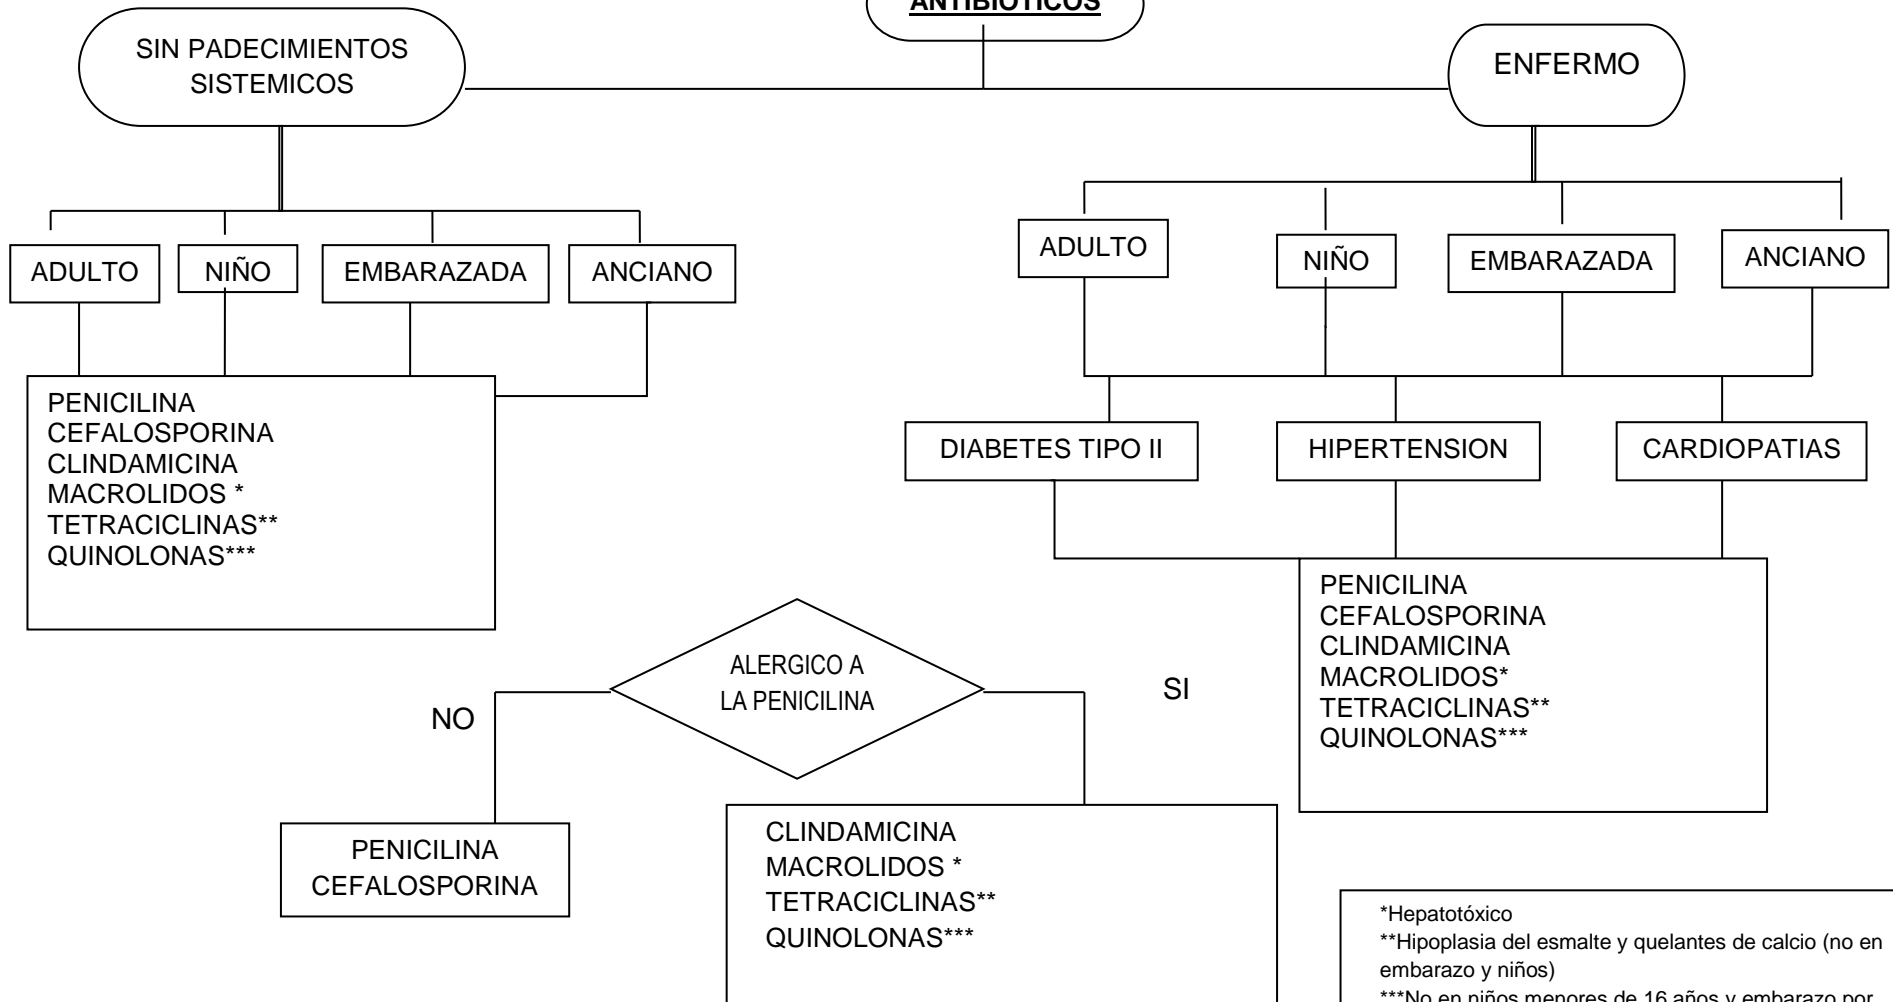 ANTIBIOTICOS
SIN PADECIMIENTOS
SISTEMICOS
ENFERMO
ADULTO
NIÑO
EMBARAZADA
ANCIANO
ADULTO
NIÑO
EMBARAZADA
ANCIANO
PENICILINA
CEFALOSPORINA
CLINDAMICINA
MACROLIDOS *
TETRACICLINAS**
QUINOLONAS***
DIABETES TIPO II
HIPERTENSION
CARDIOPATIAS
PENICILINA
CEFALOSPORINA
CLINDAMICINA
MACROLIDOS*
TETRACICLINAS**
QUINOLONAS***
ALERGICO A
LA PENICILINA
NO
SI
PENICILINA
CEFALOSPORINA
CLINDAMICINA
MACROLIDOS *
TETRACICLINAS**
QUINOLONAS***
*Hepatotóxico
**Hipoplasia del esmalte y quelantes de calcio (no en
embarazo y niños)
***No en niños menores de 16 años y embarazo por